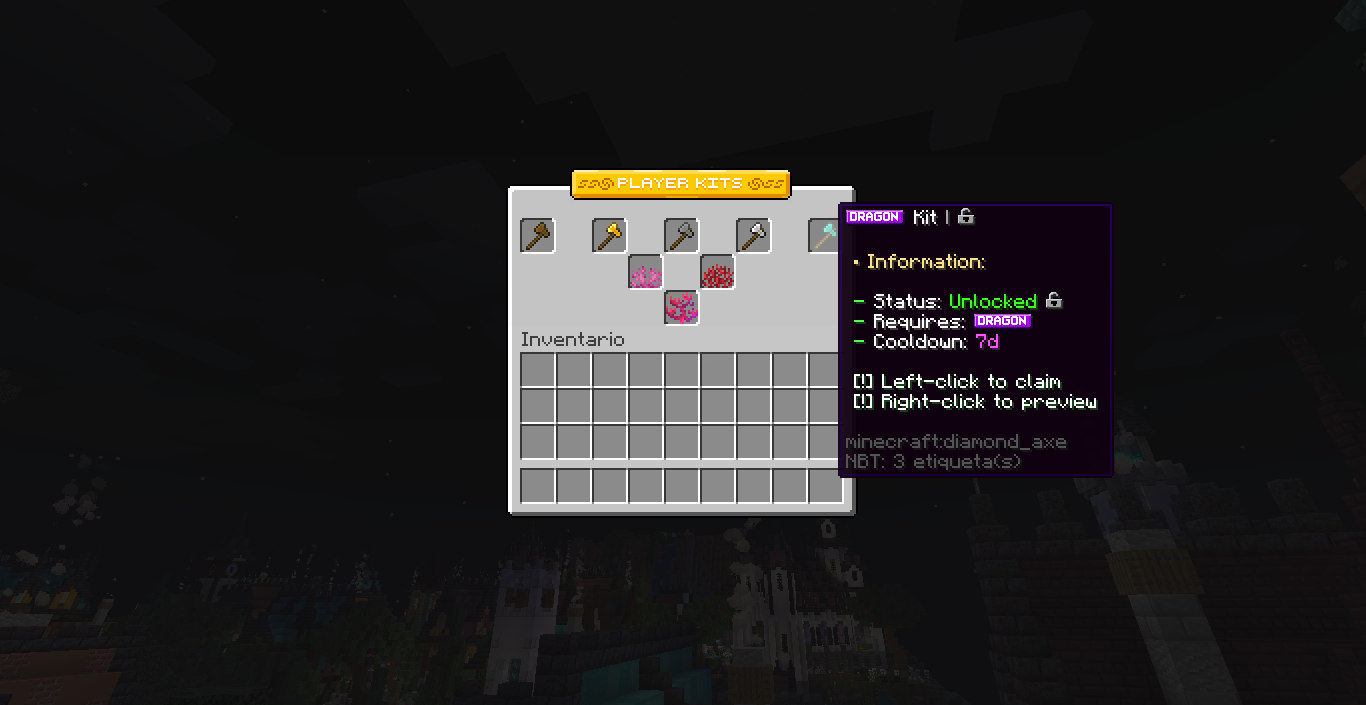 PLAYER KITS
DRAGON Kit |
• Information:
– Status: Unlocked
– Requires: DRAGON
– Cooldown: 7d
[!] Left-click to claim
[!] Right-click to preview
minecraft:diamond_axe
NBT: 3 etiqueta(s)
Inventario